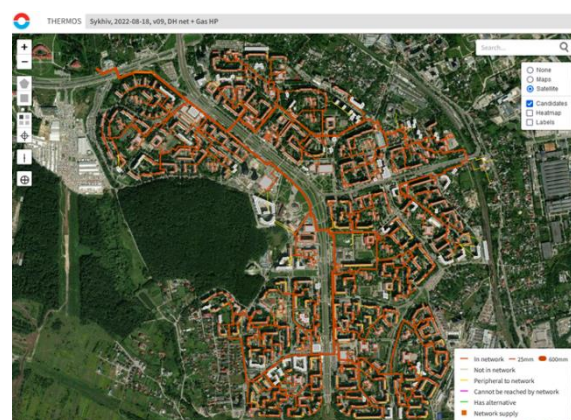 THERMOS Sykhiv, 2022-08-18, v09, DH net + Gas HP
+
−
Search...
None
Maps
Satellite
Candidates
Heatmap
Labels
In network 25mm 600mm
Not in network
Peripheral to network
Cannot be reached by network
Has alternative
Network supply